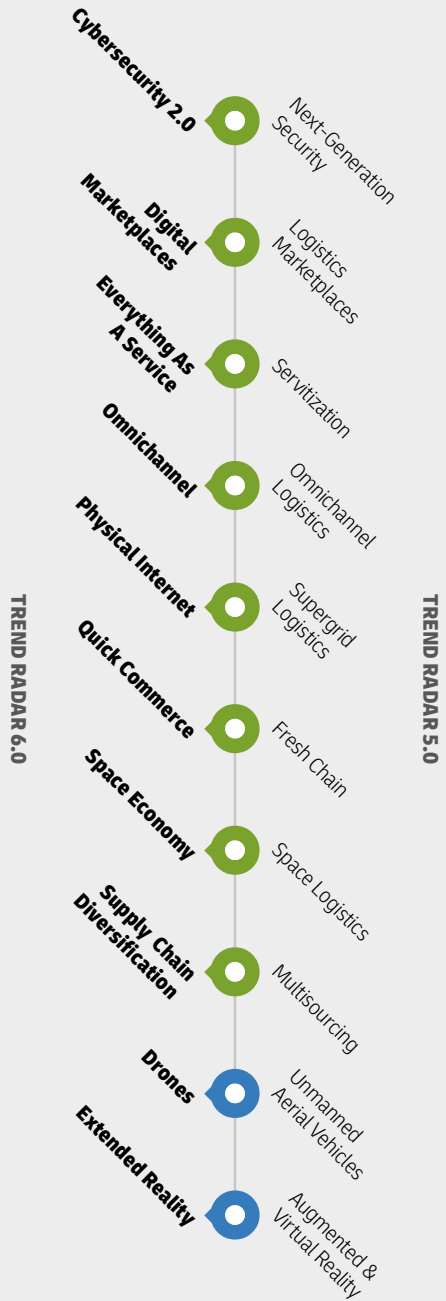 TREND RADAR 6.0
TREND RADAR 5.0
Cybersecurity 2.0
Next-Generation
Security
Digital
Marketplaces
Logistics
Marketplaces
Everything As
A Service
Servitization
Omnichannel
Omnichannel
Logistics
Physical Internet
Supergrid
Logistics
Quick Commerce
Fresh Chain
Space Economy
Space Logistics
Supply Chain
Diversification
Multisourcing
Drones
Unmanned
Aerial Vehicles
Extended Reality
Augmented &
Virtual Reality